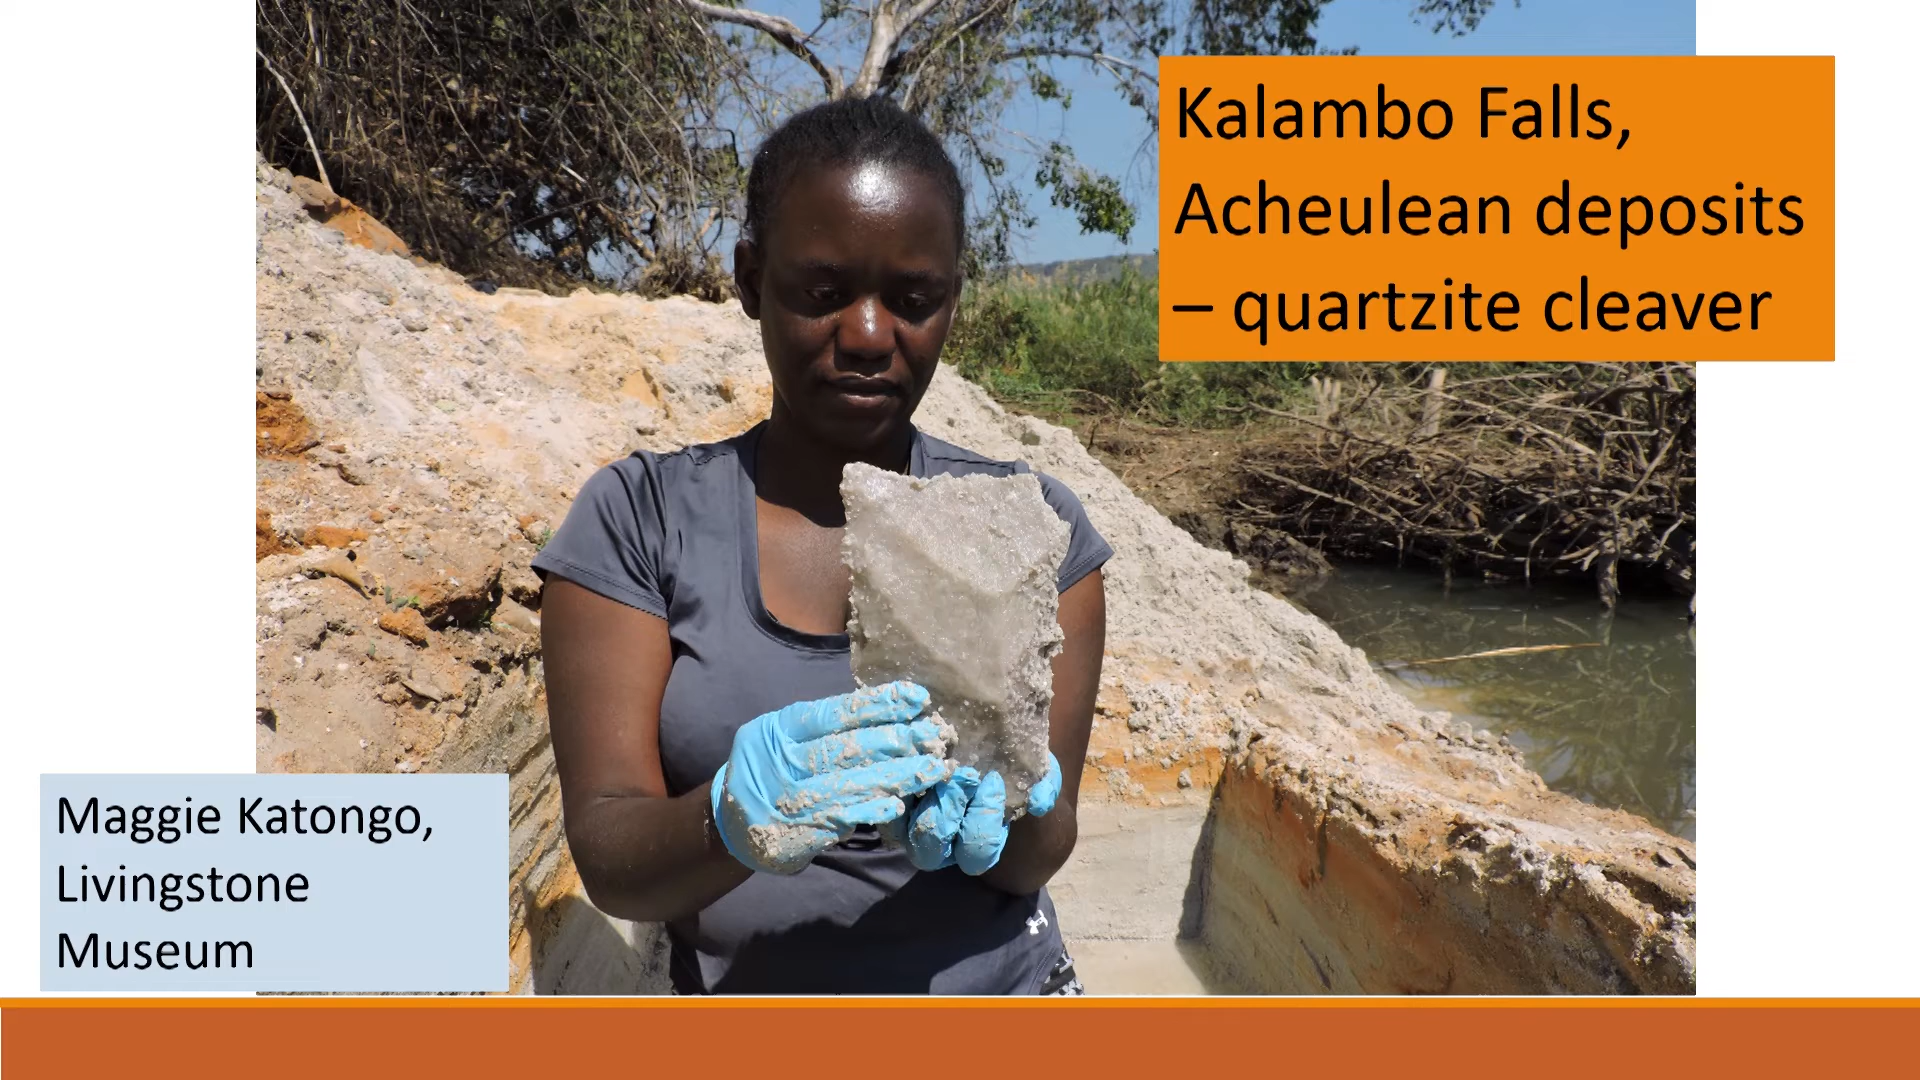 Kalambo Falls,
Acheulean deposits
– quartzite cleaver
Maggie Katongo,
Livingstone
Museum